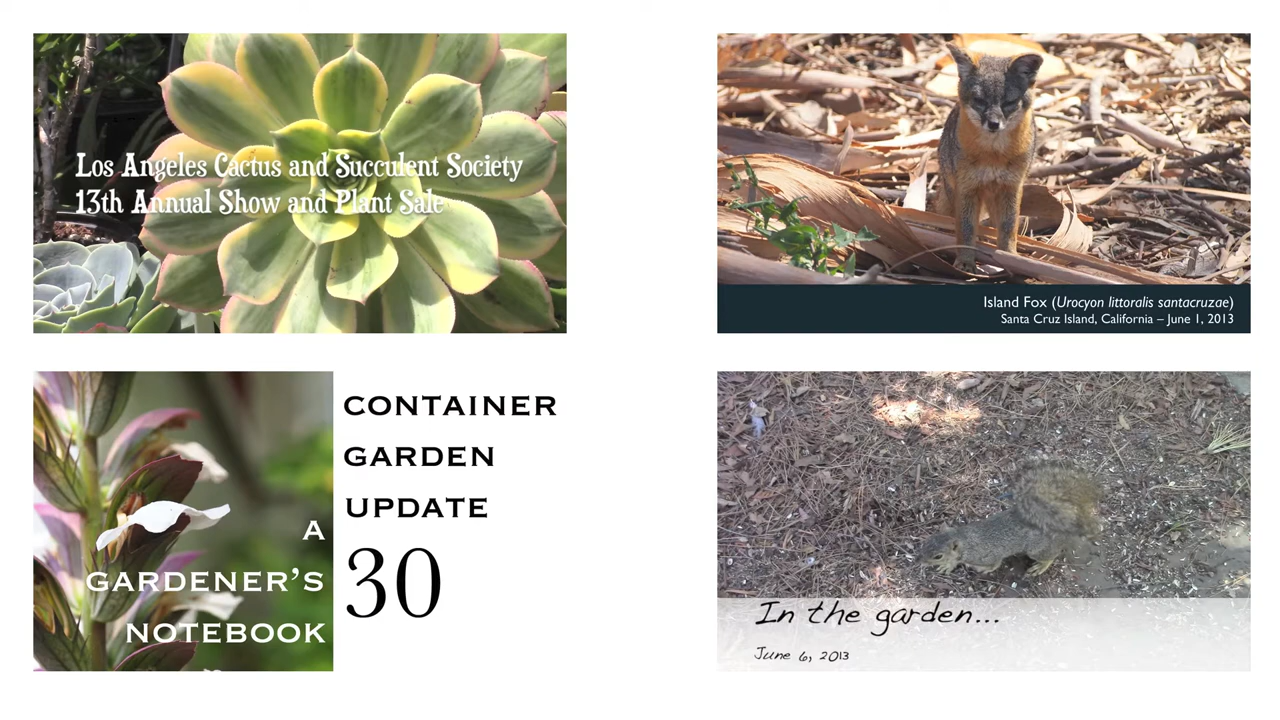 Los Angeles Cactus and Succulent Society
13th Annual Show and Plant Sale
Island Fox (Urocyon littoralis santacruzae)
Santa Cruz Island, California – June 1, 2013
A
GARDENER’S
NOTEBOOK
CONTAINER
GARDEN
UPDATE
30
In the garden...
June 6, 2013